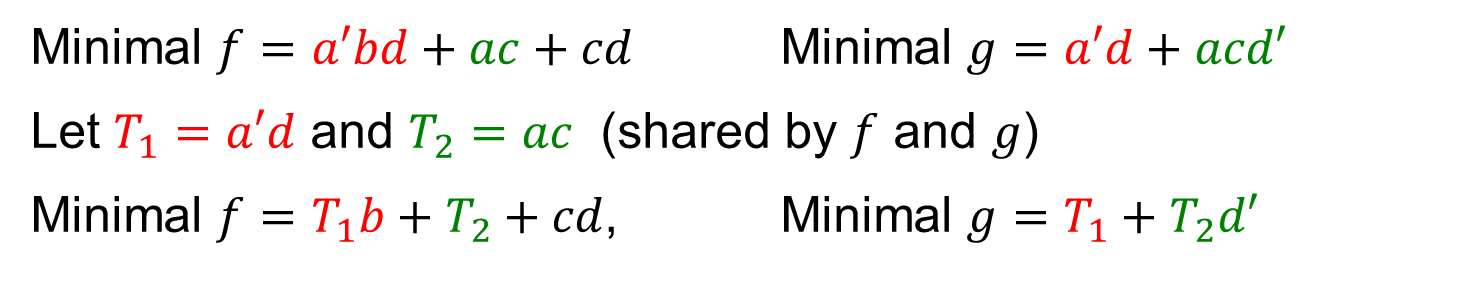 Minimal f = a′bd + ac + cd Minimal g = a′d + acd′
Let T₁ = a′d and T₂ = ac (shared by f and g)
Minimal f = T₁b + T₂ + cd, Minimal g = T₁ + T₂d′